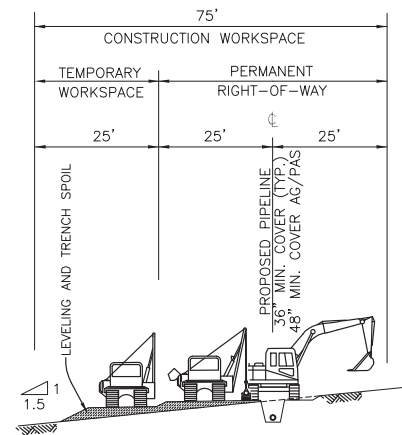 75'
CONSTRUCTION WORKSPACE
TEMPORARY
WORKSPACE
PERMANENT
RIGHT-OF-WAY
℄
25'
25'
25'
LEVELING AND TRENCH SPOIL
PROPOSED PIPELINE
36" MIN. COVER (TYP.)
48" MIN. COVER AG/PAS
1
1.5